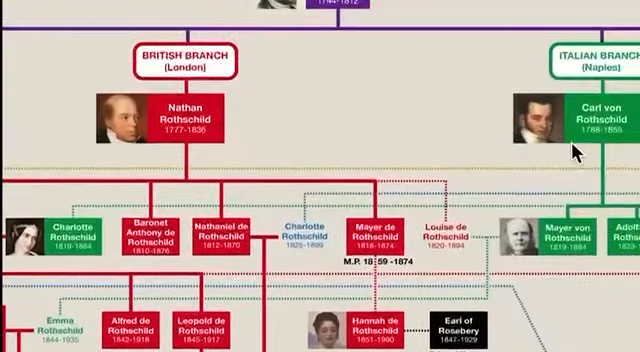 1744-1812
BRITISH BRANCH
(London)
ITALIAN BRANCH
(Naples)
Nathan
Rothschild
1777-1836
Carl von
Rothschild
1788-1855
Charlotte
Rothschild
1819-1884
Baronet
Anthony de
Rothschild
1810-1876
Nathaniel de
Rothschild
1812-1870
Charlotte
Rothschild
1825-1899
Mayer de
Rothschild
1818-1874
M.P. 1859 -1874
Louise de
Rothschild
1820-1894
Mayer von
Rothschild
Emma
Rothschild
1844-1935
Alfred de
Rothschild
1842-1918
Leopold de
Rothschild
1845-1917
Hannah de
Rothschild
1851-1890
Earl of
Rosebery
1847-1929